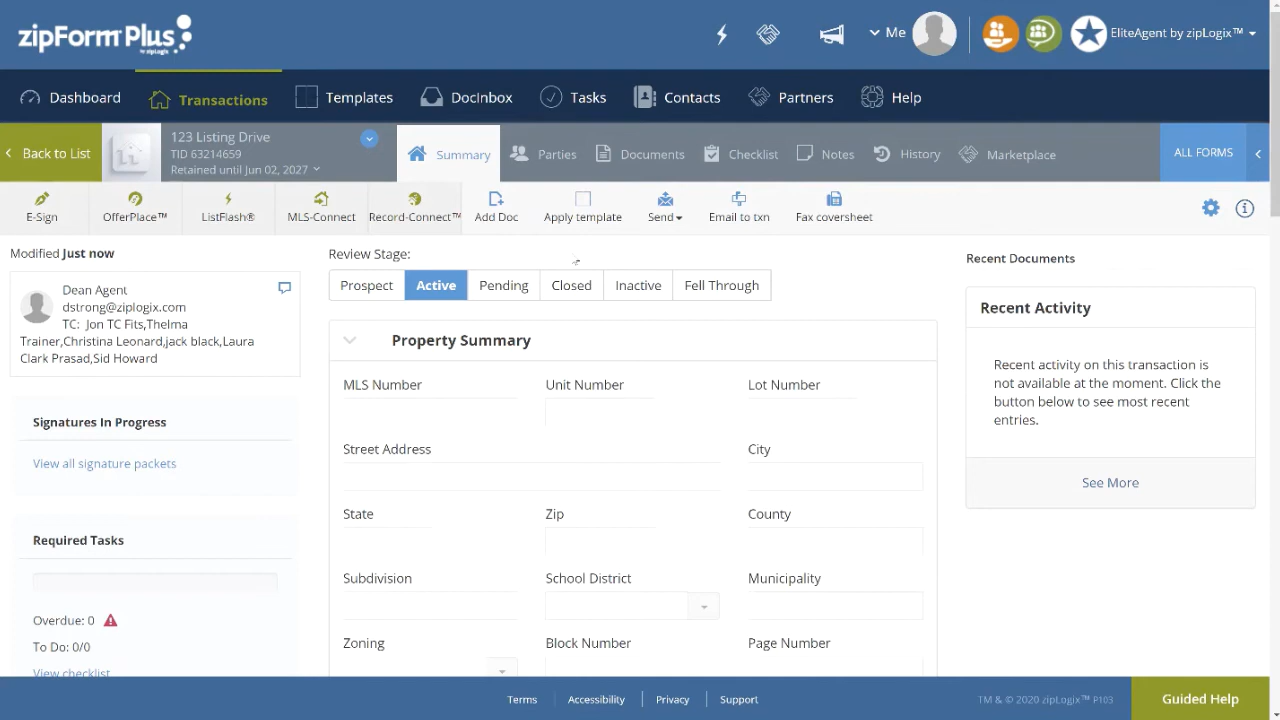 zipForm Plus
by zipLogix
Me
EliteAgent by zipLogix™
Dashboard
Transactions
Templates
DocInbox
Tasks
Contacts
Partners
Help
Back to List
123 Listing Drive
TID 63214659
Retained until Jun 02, 2027
Summary
Parties
Documents
Checklist
Notes
History
Marketplace
ALL FORMS
E-Sign
OfferPlace™
ListFlash®
MLS-Connect
Record-Connect™
Add Doc
Apply template
Send
Email to txn
Fax coversheet
Modified Just now
Dean Agent
dstrong@ziplogix.com
TC: Jon TC Fits,Thelma
Trainer,Christina Leonard,jack black,Laura
Clark Prasad,Sid Howard
Signatures In Progress
View all signature packets
Required Tasks
Overdue: 0
To Do: 0/0
View checklist
Review Stage:
Prospect
Active
Pending
Closed
Inactive
Fell Through
Property Summary
MLS Number
Unit Number
Lot Number
Street Address
City
State
Zip
County
Subdivision
School District
Municipality
Zoning
Block Number
Page Number
Recent Documents
Recent Activity
Recent activity on this transaction is
not available at the moment. Click the
button below to see most recent
entries.
See More
Terms
Accessibility
Privacy
Support
TM & © 2020 zipLogix™ P103
Guided Help